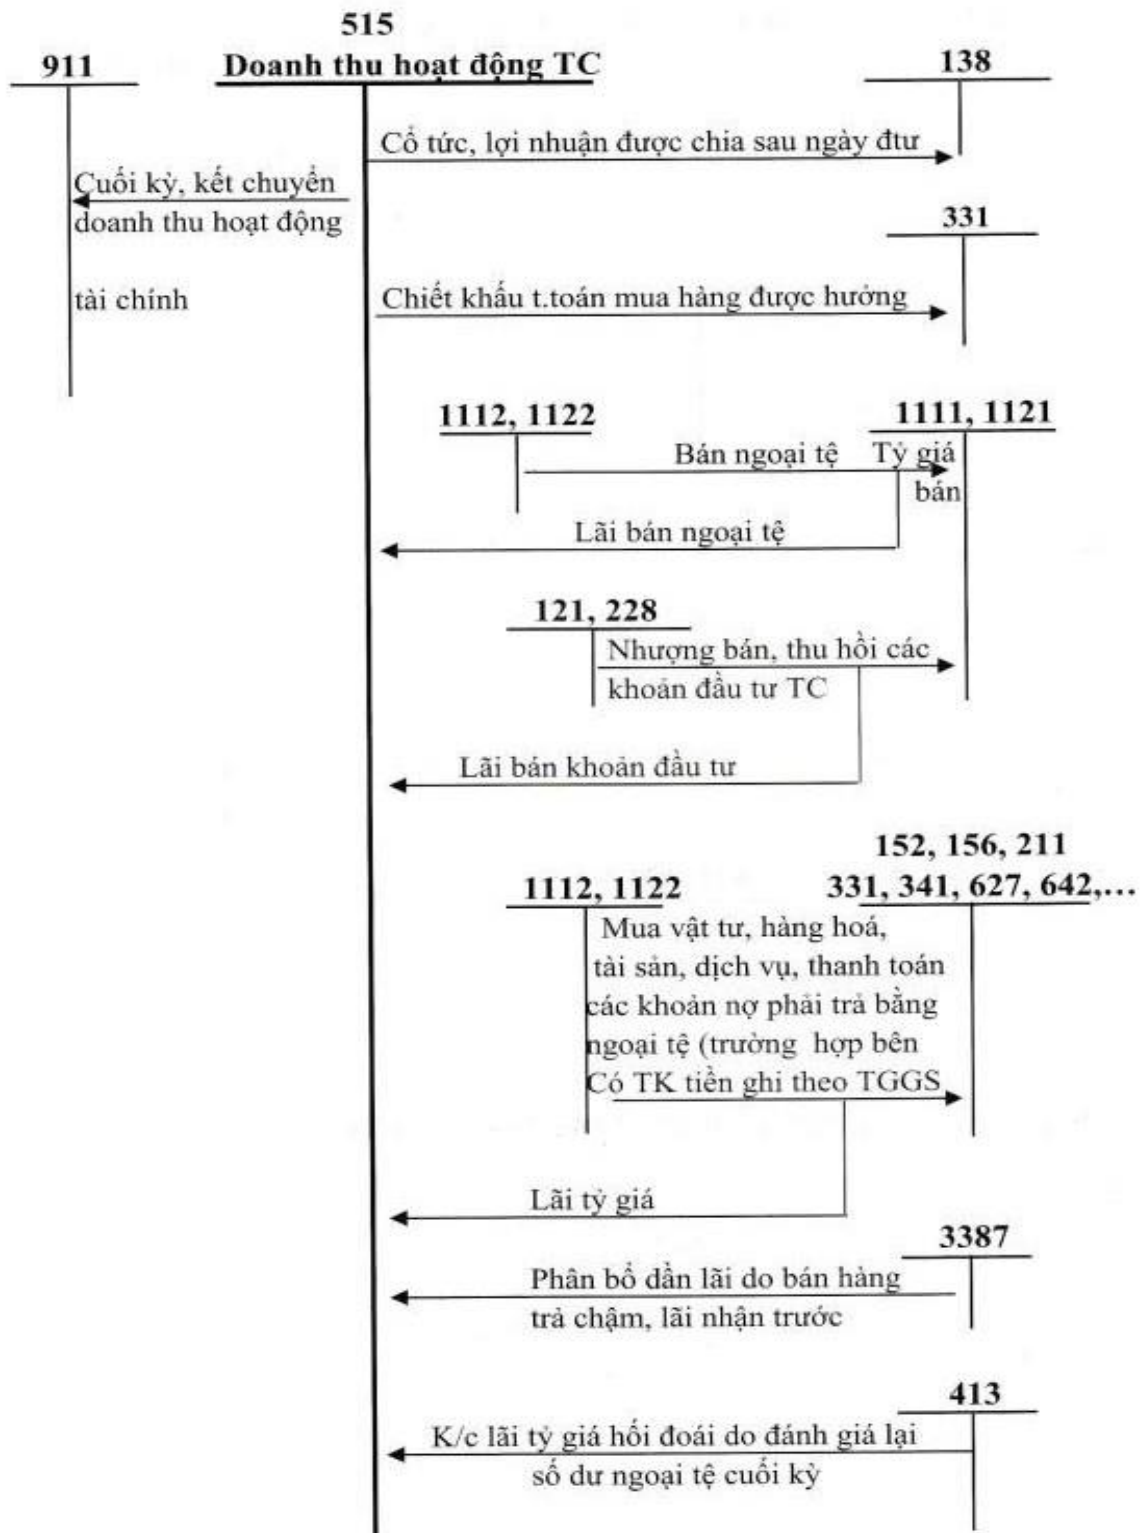 515
911
Doanh thu hoạt động TC
138
Cổ tức, lợi nhuận được chia sau ngày đtư
Cuối kỳ, kết chuyển
doanh thu hoạt động
tài chính
331
Chiết khấu t.toán mua hàng được hưởng
1112, 1122
1111, 1121
Bán ngoại tệ
Tỷ giá
bán
Lãi bán ngoại tệ
121, 228
Nhượng bán, thu hồi các
khoản đầu tư TC
Lãi bán khoản đầu tư
152, 156, 211
1112, 1122
331, 341, 627, 642,...
Mua vật tư, hàng hoá,
tài sản, dịch vụ, thanh toán
các khoản nợ phải trả bằng
ngoại tệ (trường hợp bên
Có TK tiền ghi theo TGGS
Lãi tỷ giá
3387
Phân bổ dần lãi do bán hàng
trả chậm, lãi nhận trước
413
K/c lãi tỷ giá hối đoái do đánh giá lại
số dư ngoại tệ cuối kỳ